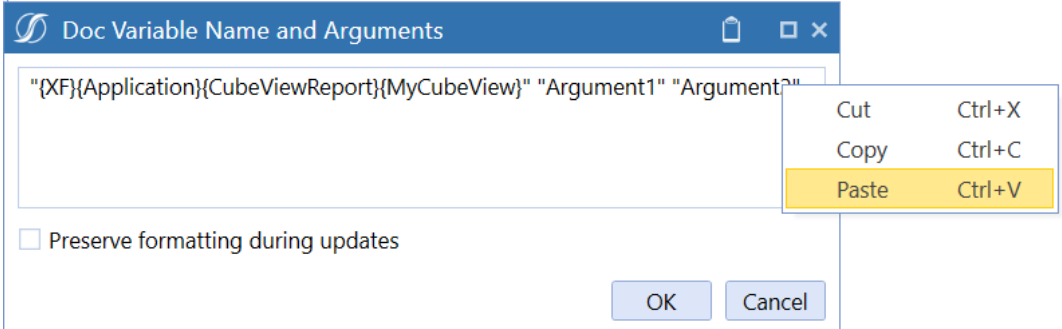 Doc Variable Name and Arguments
"{XF}{Application}{CubeViewReport}{MyCubeView}" "Argument1" "Argument2"
Cut Ctrl+X
Copy Ctrl+C
Paste Ctrl+V
Preserve formatting during updates
OK Cancel